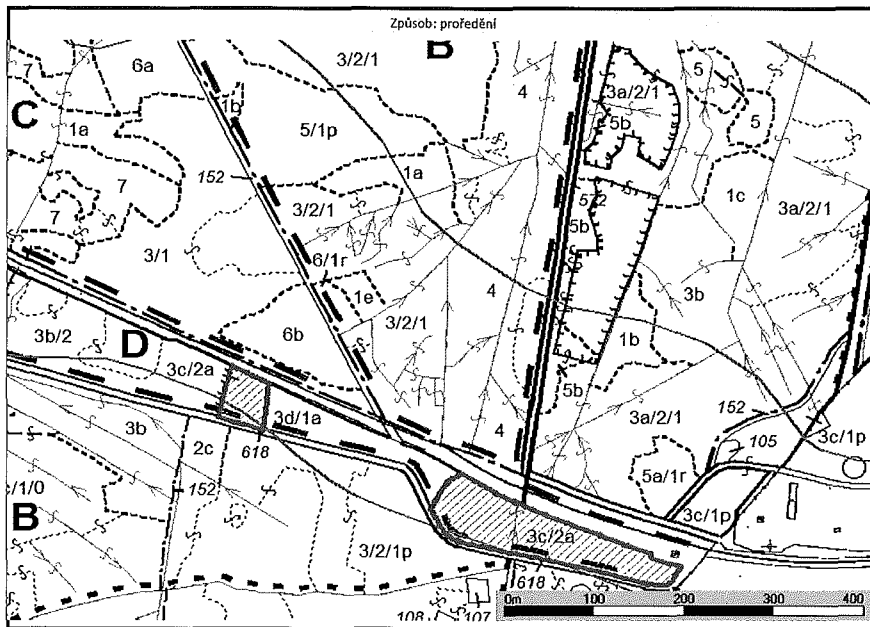 Způsob: proředění
B
3/2/1
6a
7
4
5
3a/2/1
1b
5b
C
1a
5/1p
5
7
152
1a
1c
3/2/1
572
3a/2/1
7
5b
3/1
6/1r
4
3b
1e
3/2/1
3b/2
6b
1b
D
3c/2a
5b
3d/1a
4
3a/2/1
152
3b
2c
618
105
3c/1p
5a/1r
152
/1/0
B
3c/1p
3c/2a
3/2/1p
618
108
107
0m 100 200 300 400